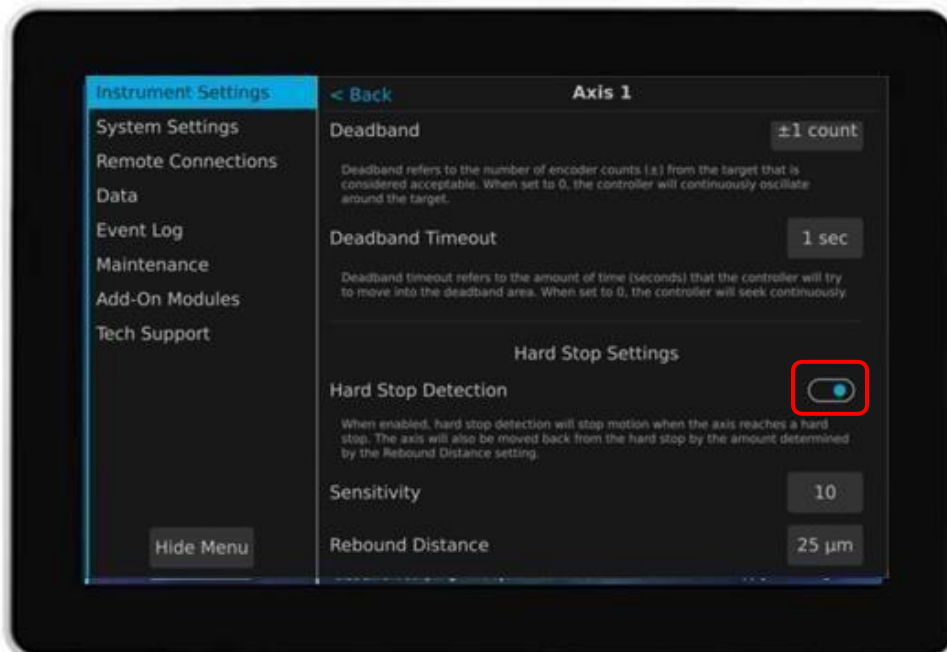 Instrument Settings
System Settings
Remote Connections
Data
Event Log
Maintenance
Add-On Modules
Tech Support
Hide Menu
< Back
Axis 1
Deadband
±1 count
Deadband refers to the number of encoder counts (±) from the target that is
considered acceptable. When set to 0, the controller will continuously oscillate
around the target.
Deadband Timeout
1 sec
Deadband timeout refers to the amount of time (seconds) that the controller will try
to move into the deadband area. When set to 0, the controller will seek continuously.
Hard Stop Settings
Hard Stop Detection
When enabled, hard stop detection will stop motion when the axis reaches a hard
stop. The axis will also be moved back from the hard stop by the amount determined
by the Rebound Distance setting.
Sensitivity
10
Rebound Distance
25 µm